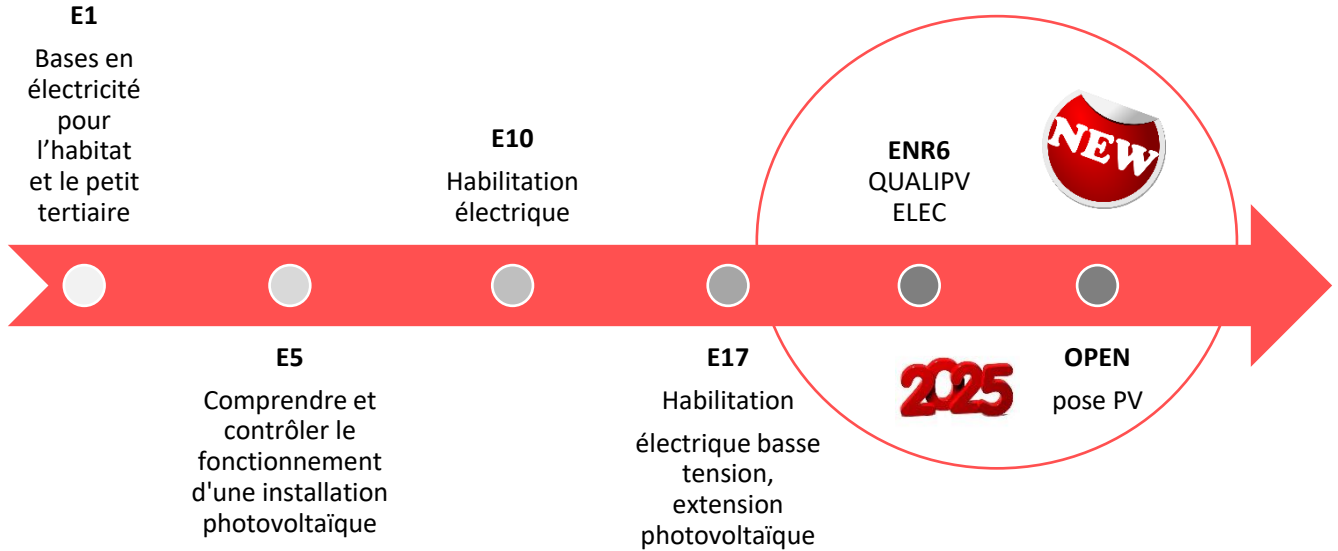 E1
Bases en
électricité
pour
l’habitat
et le petit
tertiaire
E5
Comprendre et
contrôler le
fonctionnement
d'une installation
photovoltaïque
E10
Habilitation
électrique
E17
Habilitation
électrique basse
tension,
extension
photovoltaïque
ENR6
QUALIPV
ELEC
NEW
2025
OPEN
pose PV